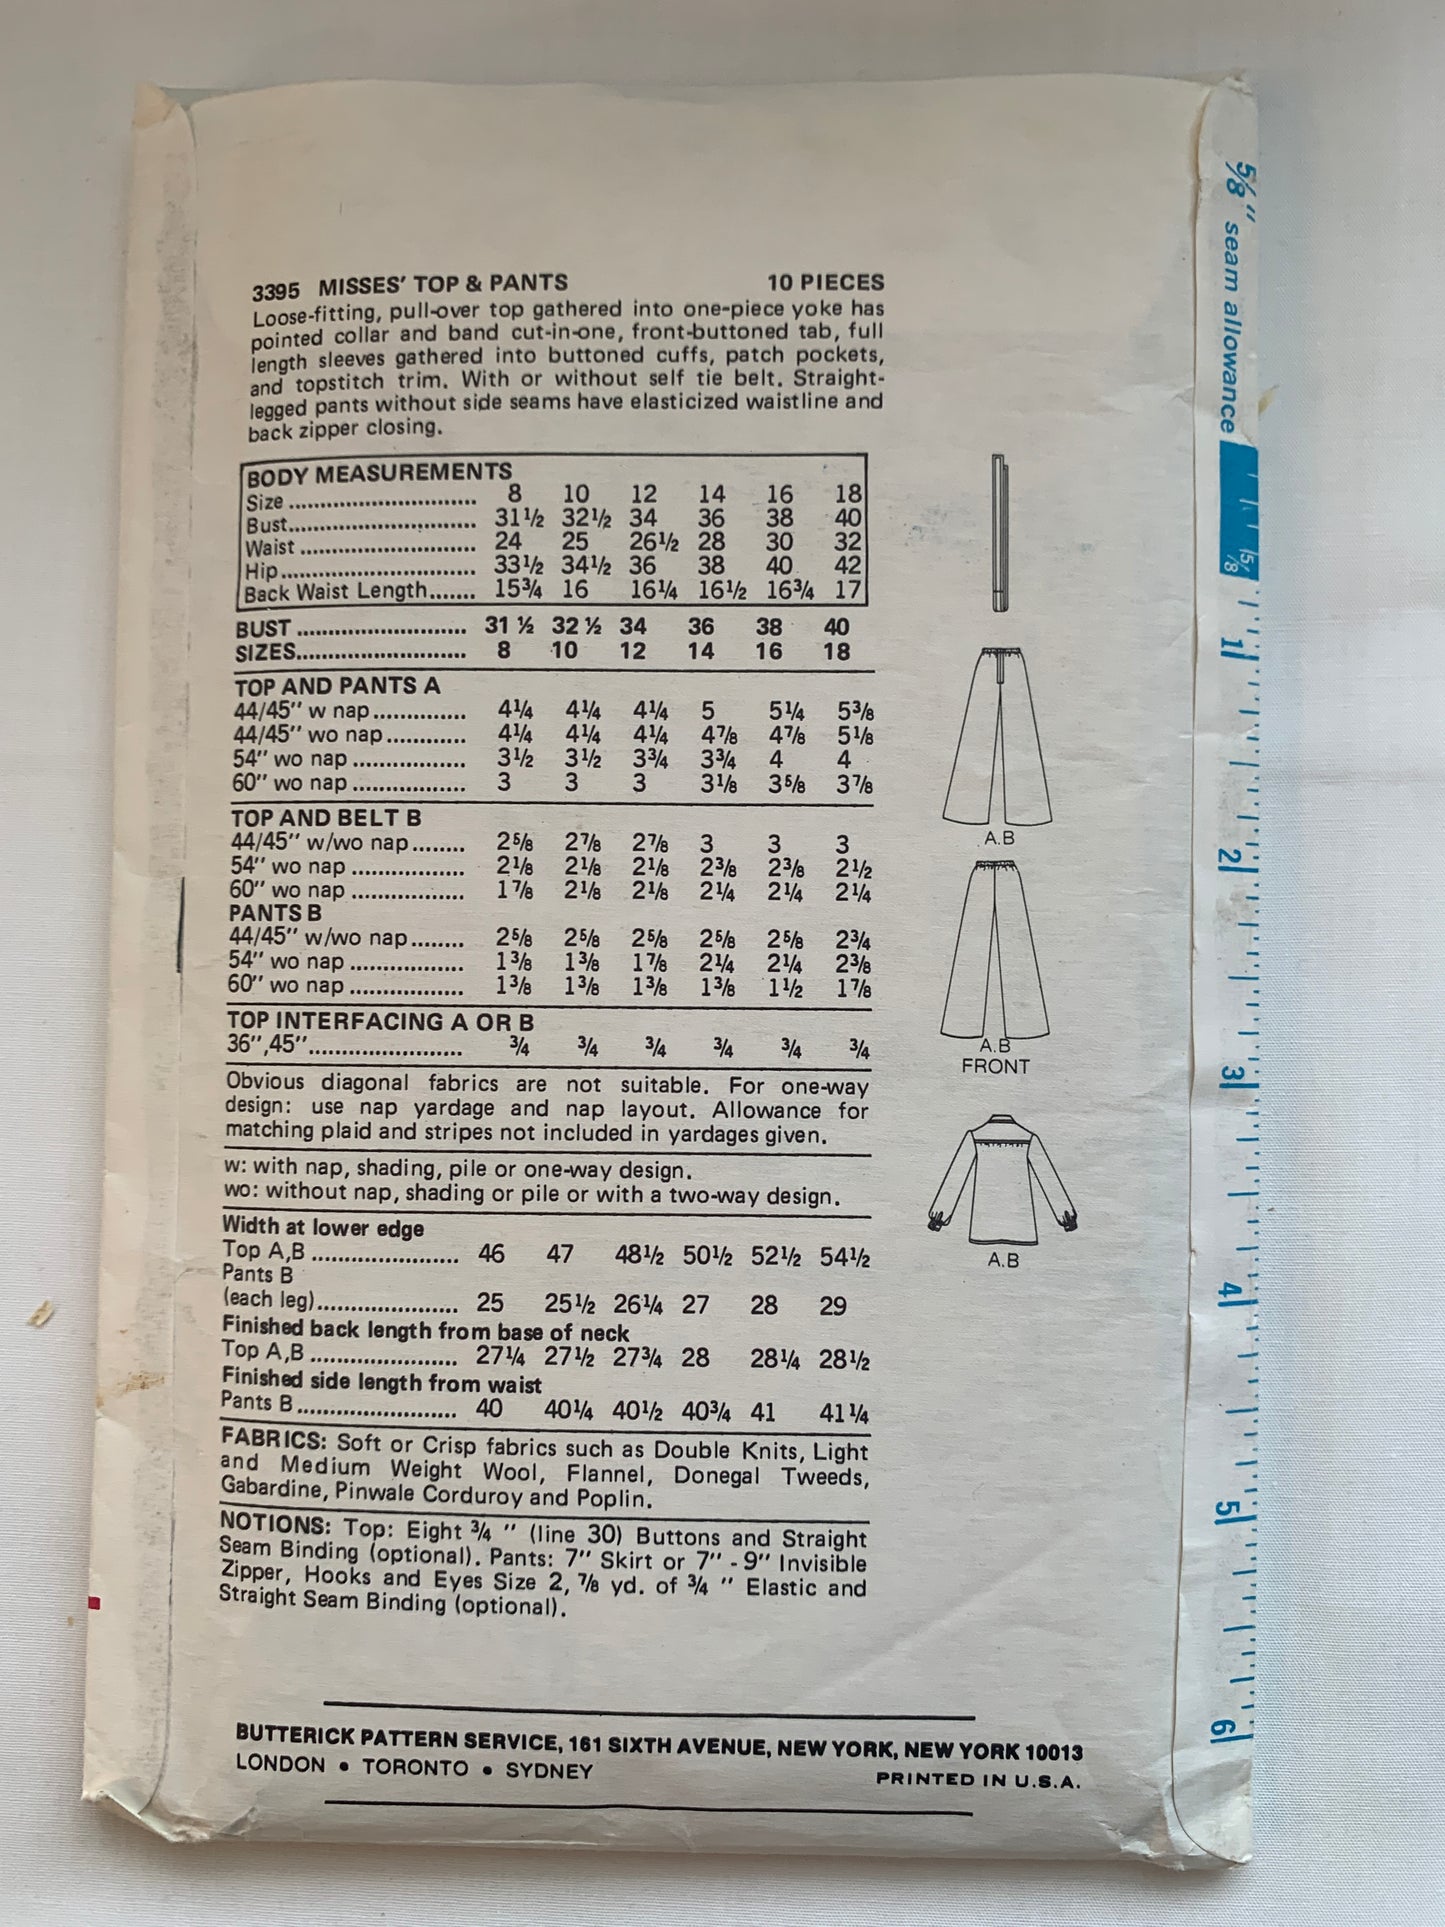 3395 MISSES' TOP & PANTS 10 PIECES
Loose-fitting, pull-over top gathered into one-piece yoke has
pointed collar and band cut-in-one, front-buttoned tab, full
length sleeves gathered into buttoned cuffs, patch pockets,
and topstitch trim. With or without self tie belt. Straight-
legged pants without side seams have elasticized waistline and
back zipper closing.
BODY MEASUREMENTS
Size ............................ 8 10 12 14 16 18
Bust............................ 31½ 32½ 34 36 38 40
Waist .......................... 24 25 26½ 28 30 32
Hip............................. 33½ 34½ 36 38 40 42
Back Waist Length....... 15¾ 16 16¼ 16½ 16¾ 17
BUST .......................... 31 ½ 32 ½ 34 36 38 40
SIZES.......................... 8 10 12 14 16 18
TOP AND PANTS A
44/45" w nap.............. 4¼ 4¼ 4¼ 5 5¼ 5⅜
44/45" wo nap............ 4¼ 4¼ 4¼ 4⅞ 4⅞ 5⅛
54" wo nap ................. 3½ 3½ 3¾ 3¾ 4 4
60" wo nap ................. 3 3 3 3⅛ 3⅝ 3⅞
TOP AND BELT B
44/45" w/wo nap........ 2⅝ 2⅞ 2⅞ 3 3 3
54" wo nap ................. 2⅛ 2⅛ 2⅛ 2⅜ 2⅜ 2½
60" wo nap ................. 1⅞ 2⅛ 2⅛ 2¼ 2¼ 2¼
PANTS B
44/45" w/wo nap........ 2⅝ 2⅝ 2⅝ 2⅝ 2⅝ 2¾
54" wo nap ................. 1⅜ 1⅜ 1⅞ 2¼ 2¼ 2⅜
60" wo nap ................. 1⅜ 1⅜ 1⅜ 1⅜ 1½ 1⅞
TOP INTERFACING A OR B
36",45"....................... ¾ ¾ ¾ ¾ ¾ ¾
Obvious diagonal fabrics are not suitable. For one-way
design: use nap yardage and nap layout. Allowance for
matching plaid and stripes not included in yardages given.
w: with nap, shading, pile or one-way design.
wo: without nap, shading or pile or with a two-way design.
Width at lower edge
Top A,B ...................... 46 47 48½ 50½ 52½ 54½
Pants B
(each leg)..................... 25 25½ 26¼ 27 28 29
Finished back length from base of neck
Top A,B ...................... 27¼ 27½ 27¾ 28 28¼ 28½
Finished side length from waist
Pants B........................ 40 40¼ 40½ 40¾ 41 41¼
FABRICS: Soft or Crisp fabrics such as Double Knits, Light
and Medium Weight Wool, Flannel, Donegal Tweeds,
Gabardine, Pinwale Corduroy and Poplin.
NOTIONS: Top: Eight ¾ " (line 30) Buttons and Straight
Seam Binding (optional). Pants: 7" Skirt or 7" - 9" Invisible
Zipper, Hooks and Eyes Size 2, ⅞ yd. of ¾ " Elastic and
Straight Seam Binding (optional).
A.B
A.B
FRONT
A.B
BUTTERICK PATTERN SERVICE, 161 SIXTH AVENUE, NEW YORK, NEW YORK 10013
LONDON • TORONTO • SYDNEY PRINTED IN U.S.A.
5/8" seam allowance
5/8
1
2
3
4
5
6